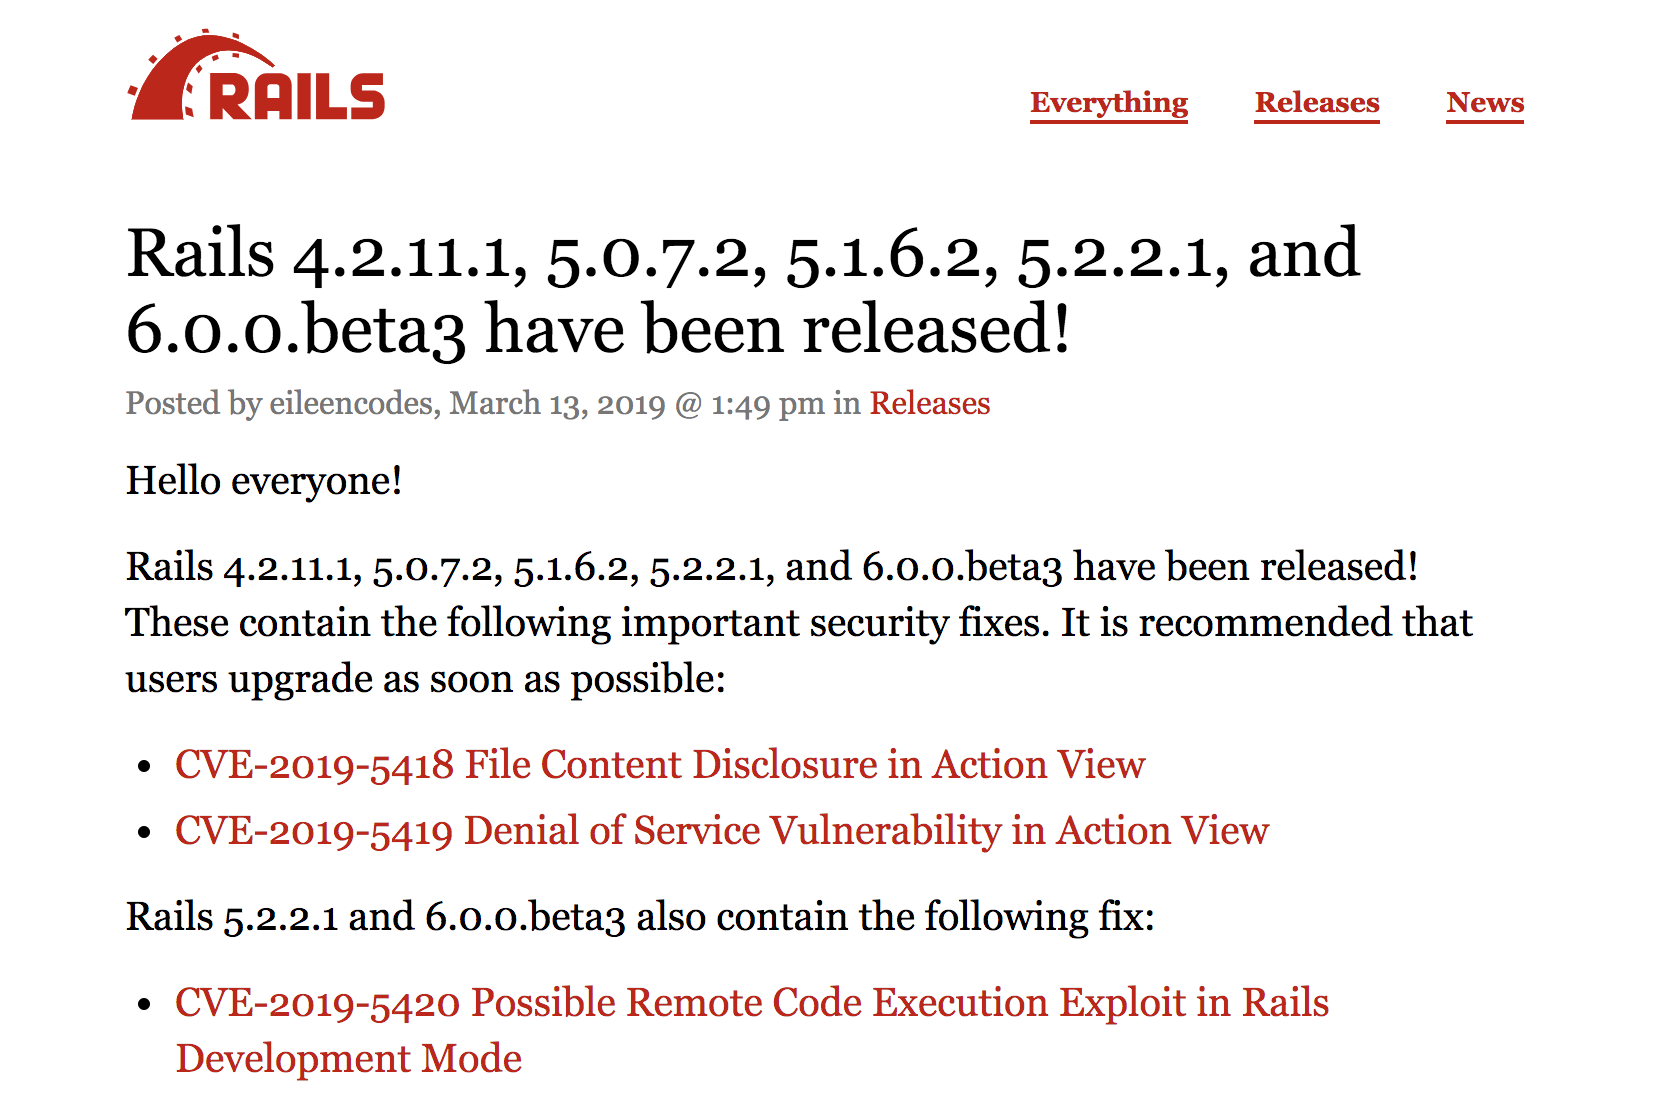 RAILS
Everything Releases News
Rails 4.2.11.1, 5.0.7.2, 5.1.6.2, 5.2.2.1, and
6.0.0.beta3 have been released!
Posted by eileencodes, March 13, 2019 @ 1:49 pm in Releases
Hello everyone!
Rails 4.2.11.1, 5.0.7.2, 5.1.6.2, 5.2.2.1, and 6.0.0.beta3 have been released!
These contain the following important security fixes. It is recommended that
users upgrade as soon as possible:
• CVE-2019-5418 File Content Disclosure in Action View
• CVE-2019-5419 Denial of Service Vulnerability in Action View
Rails 5.2.2.1 and 6.0.0.beta3 also contain the following fix:
• CVE-2019-5420 Possible Remote Code Execution Exploit in Rails
Development Mode